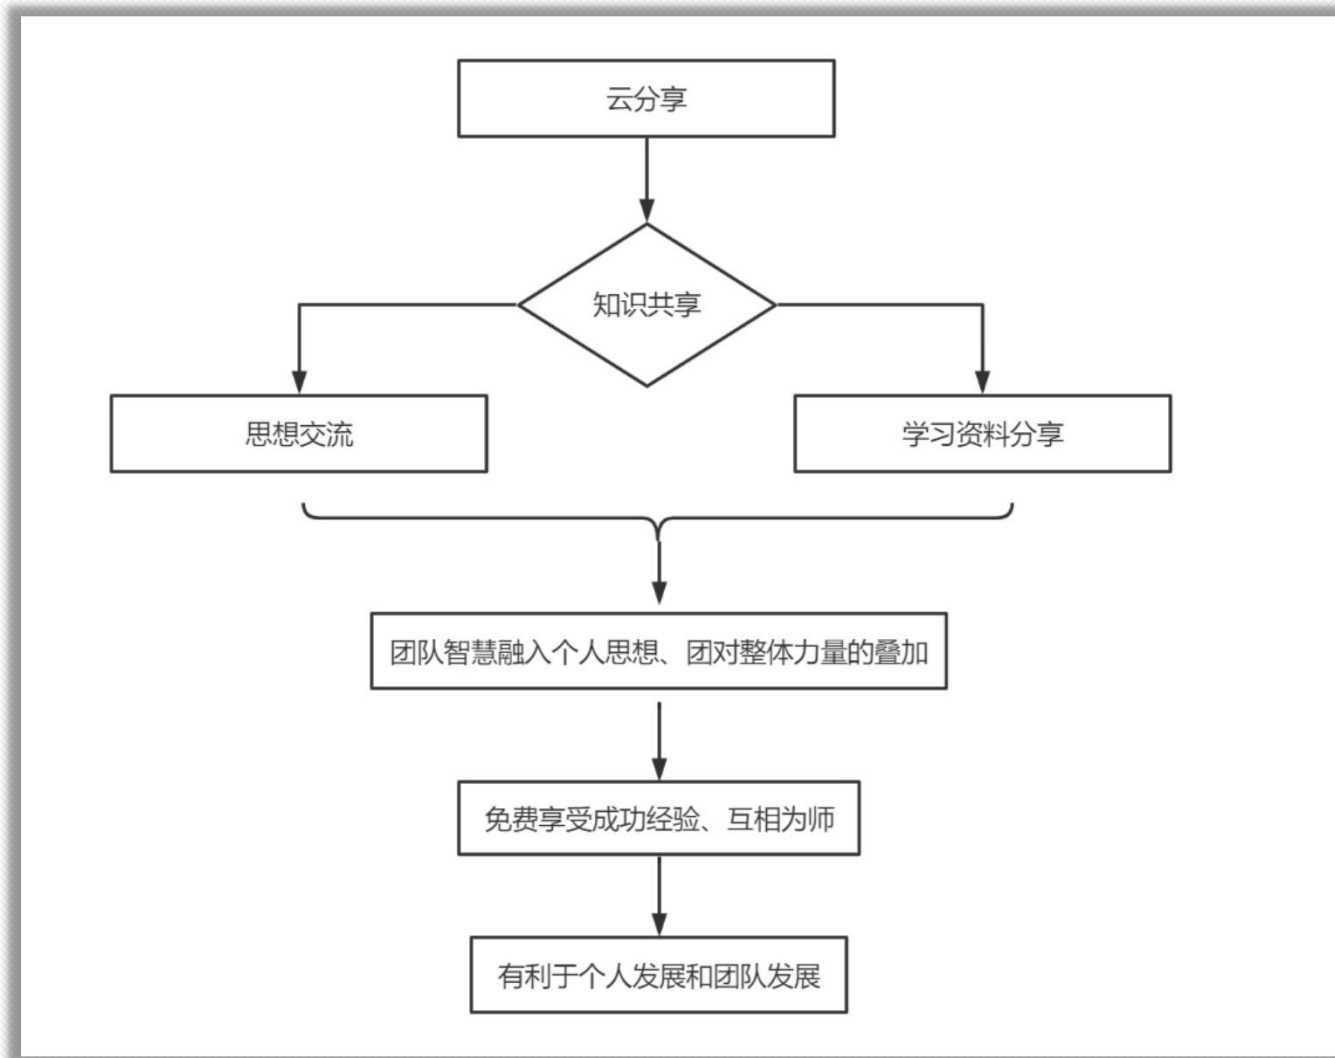 云分享
知识共享
思想交流
学习资料分享
团队智慧融入个人思想、团对整体力量的叠加
免费享受成功经验、互相为师
有利于个人发展和团队发展